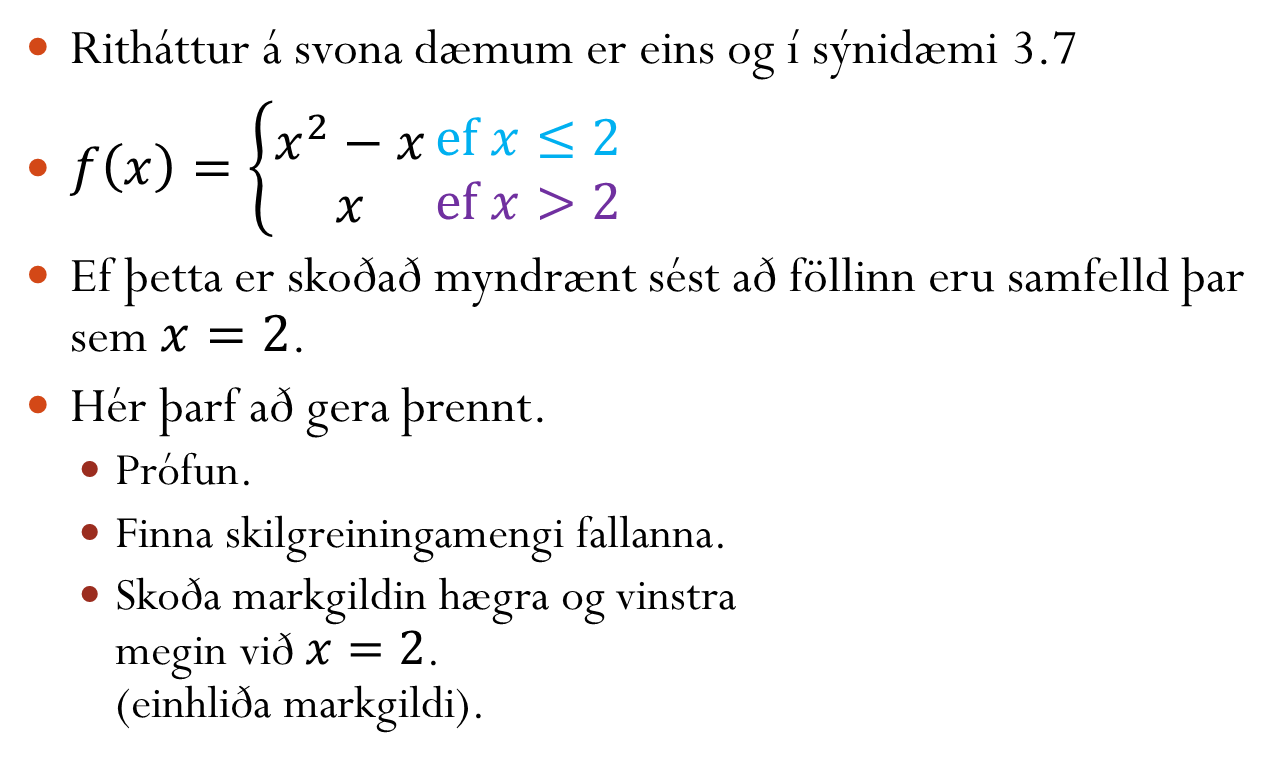 • Ritháttur á svona dæmum er eins og í sýnidæmi 3.7
• f(x) = { x² − x ef x ≤ 2
x ef x > 2
• Ef þetta er skoðað myndrænt sést að föllinn eru samfelld þar
sem x = 2.
• Hér þarf að gera þrennt.
• Prófun.
• Finna skilgreiningamengi fallanna.
• Skoða markgildin hægra og vinstra
megin við x = 2.
(einhliða markgildi).